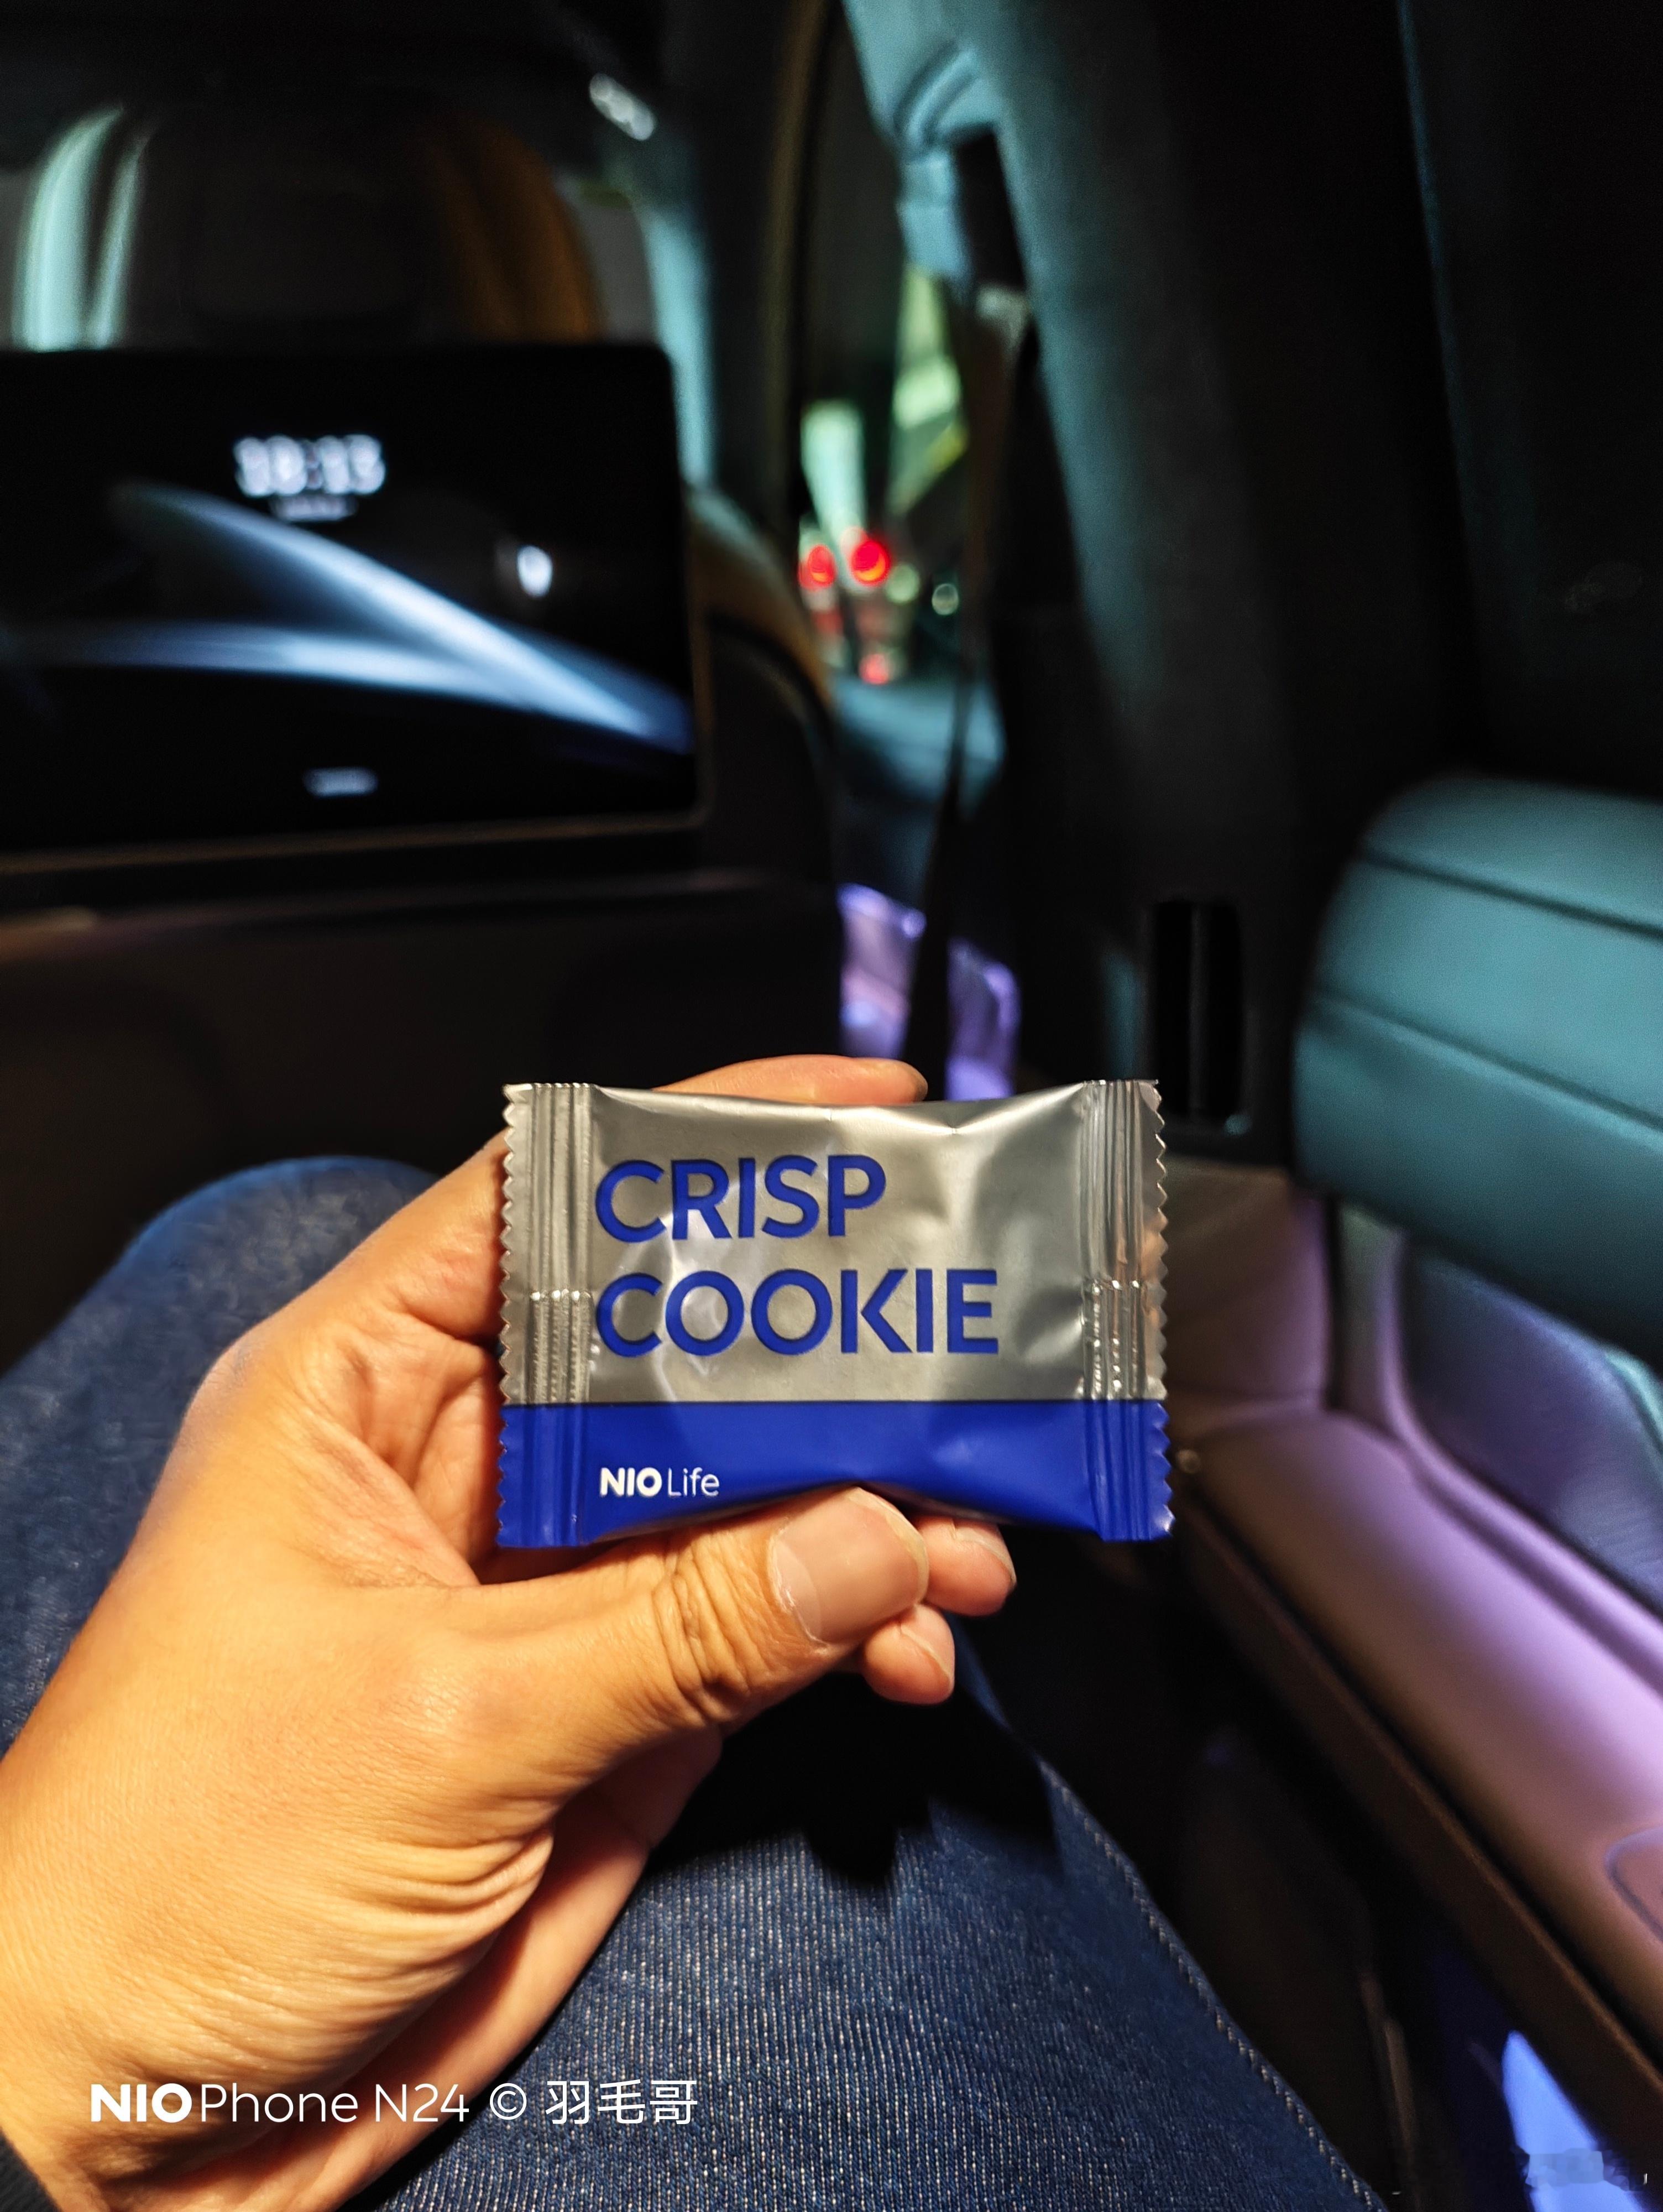 CRISP
COOKIE
NIO Life
NIO Phone N24 © 羽毛哥